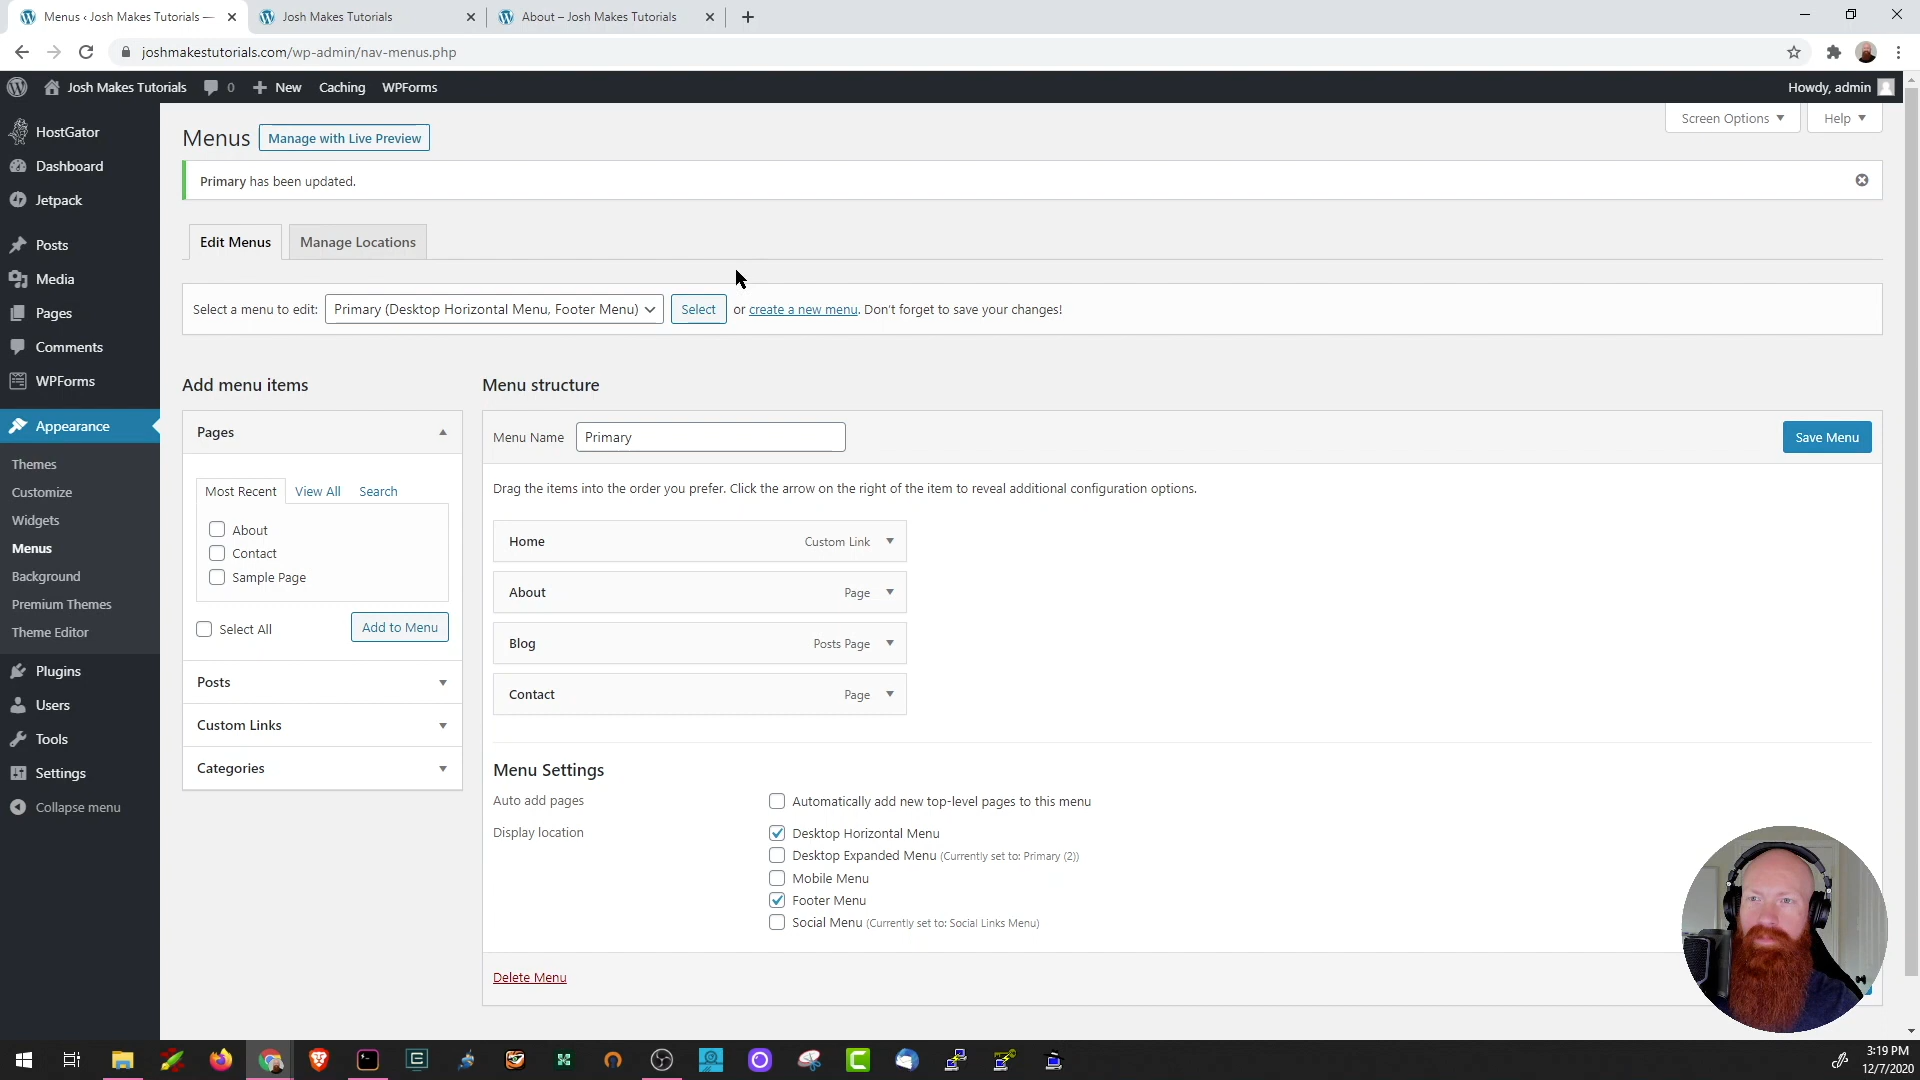 Menus ‹ Josh Makes Tutorials —
Josh Makes Tutorials
About – Josh Makes Tutorials
joshmakestutorials.com/wp-admin/nav-menus.php
Josh Makes Tutorials
0
New
Caching
WPForms
Howdy, admin
HostGator
Dashboard
Jetpack
Posts
Media
Pages
Comments
WPForms
Appearance
Themes
Customize
Widgets
Menus
Background
Premium Themes
Theme Editor
Plugins
Users
Tools
Settings
Collapse menu
Screen Options
Help
Menus
Manage with Live Preview
Primary has been updated.
Edit Menus
Manage Locations
Select a menu to edit: Primary (Desktop Horizontal Menu, Footer Menu) Select or create a new menu. Don't forget to save your changes!
Add menu items
Pages
Most Recent View All Search
About
Contact
Sample Page
Select All
Add to Menu
Posts
Custom Links
Categories
Menu structure
Menu Name Primary
Save Menu
Drag the items into the order you prefer. Click the arrow on the right of the item to reveal additional configuration options.
Home Custom Link
About Page
Blog Posts Page
Contact Page
Menu Settings
Auto add pages
Automatically add new top-level pages to this menu
Display location
Desktop Horizontal Menu
Desktop Expanded Menu (Currently set to: Primary (2))
Mobile Menu
Footer Menu
Social Menu (Currently set to: Social Links Menu)
Delete Menu
3:19 PM
12/7/2020